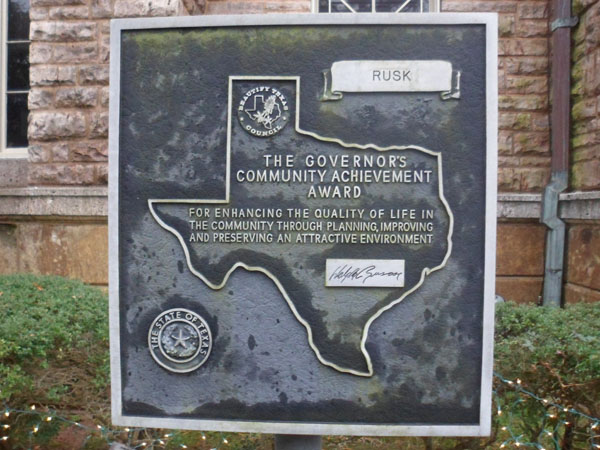 RUSK
BEAUTIFY TEXAS
COUNCIL
THE GOVERNOR'S
COMMUNITY ACHIEVEMENT
AWARD
FOR ENHANCING THE QUALITY OF LIFE IN
THE COMMUNITY THROUGH PLANNING, IMPROVING
AND PRESERVING AN ATTRACTIVE ENVIRONMENT
THE STATE OF TEXAS